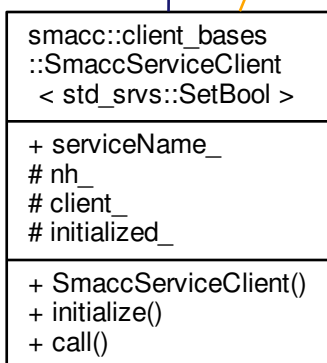 smacc::client_bases
::SmaccServiceClient
< std_srvs::SetBool >
+ serviceName_
# nh_
# client_
# initialized_
+ SmaccServiceClient()
+ initialize()
+ call()